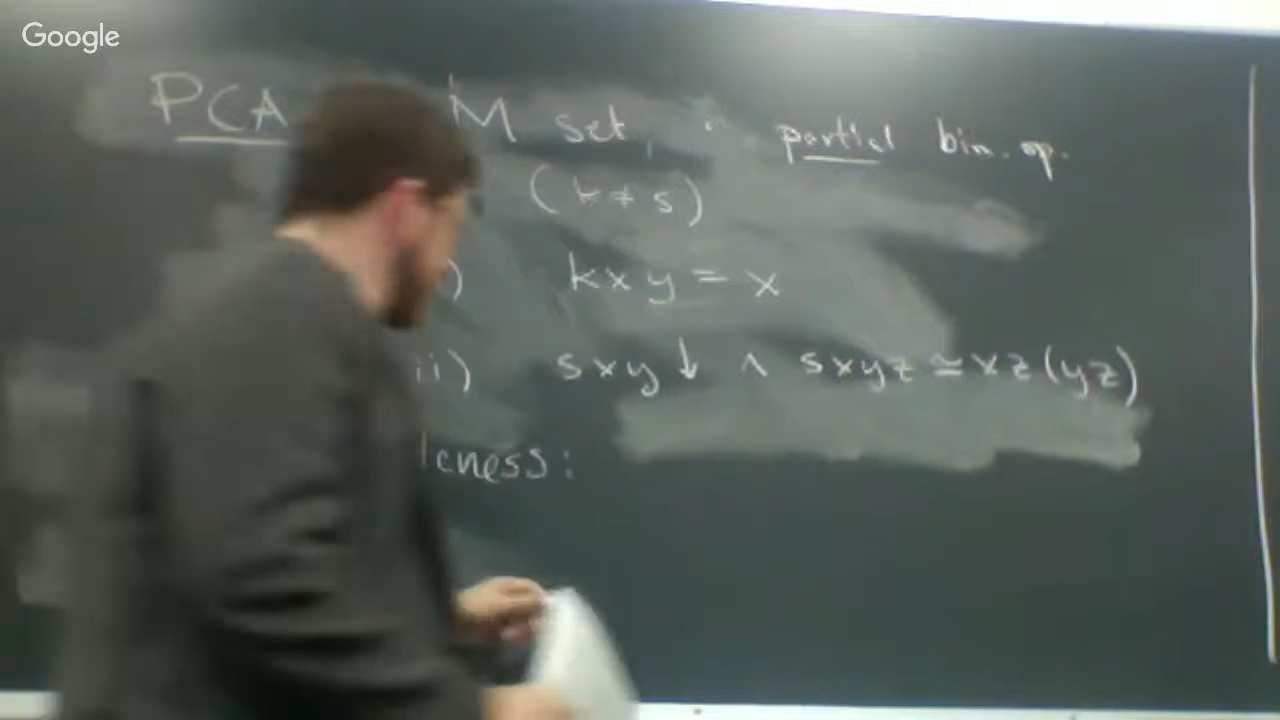 Google
PCA M set, · partial bin. op.
(k ≠ s)
) kxy = x
ii) sxy ↓ ∧ sxyz ≃ xz(yz)
leness: